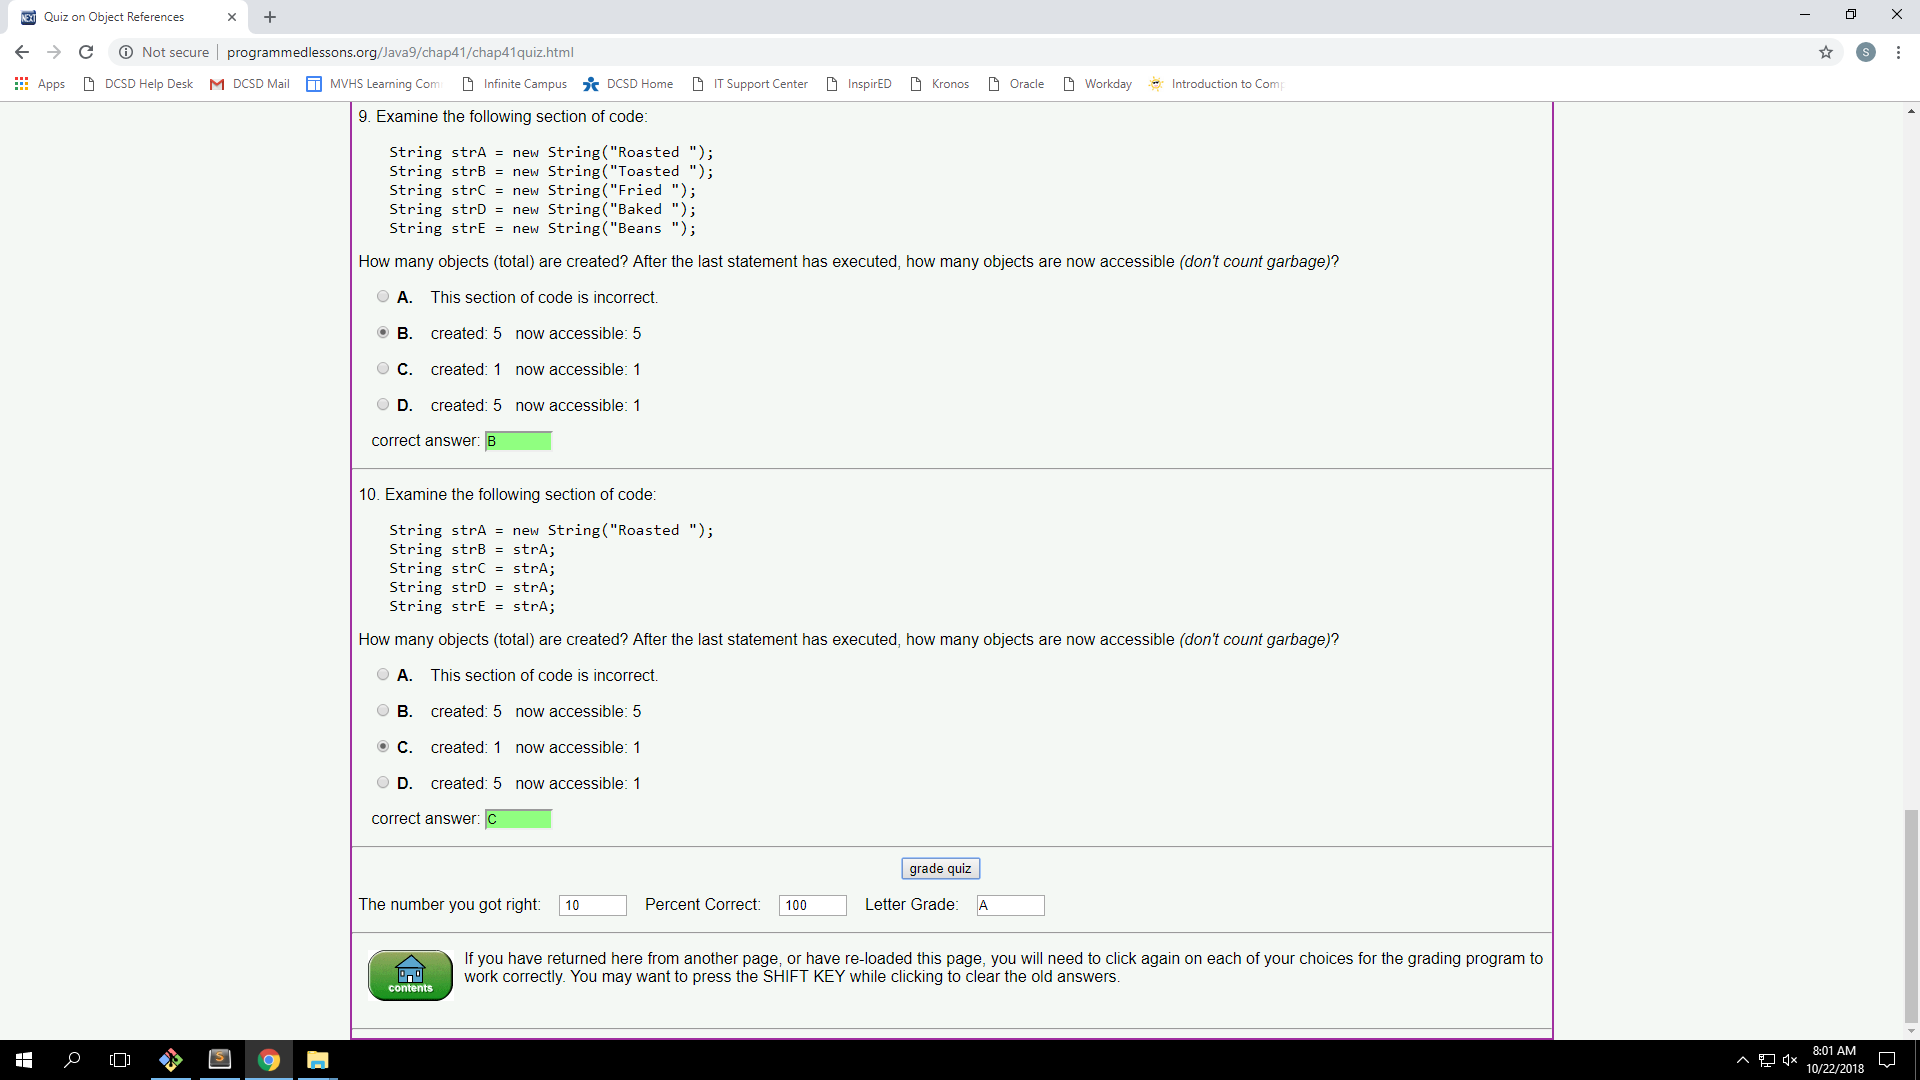 Quiz on Object References
Not secure programmedlessons.org/Java9/chap41/chap41quiz.html
S
Apps DCSD Help Desk DCSD Mail MVHS Learning Com Infinite Campus DCSD Home IT Support Center InspirED Kronos Oracle Workday Introduction to Comp
9. Examine the following section of code:
String strA = new String("Roasted ");
String strB = new String("Toasted ");
String strC = new String("Fried ");
String strD = new String("Baked ");
String strE = new String("Beans ");
How many objects (total) are created? After the last statement has executed, how many objects are now accessible (don't count garbage)?
A. This section of code is incorrect.
B. created: 5 now accessible: 5
C. created: 1 now accessible: 1
D. created: 5 now accessible: 1
correct answer: B
10. Examine the following section of code:
String strA = new String("Roasted ");
String strB = strA;
String strC = strA;
String strD = strA;
String strE = strA;
How many objects (total) are created? After the last statement has executed, how many objects are now accessible (don't count garbage)?
A. This section of code is incorrect.
B. created: 5 now accessible: 5
C. created: 1 now accessible: 1
D. created: 5 now accessible: 1
correct answer: C
grade quiz
The number you got right: 10 Percent Correct: 100 Letter Grade: A
If you have returned here from another page, or have re-loaded this page, you will need to click again on each of your choices for the grading program to
work correctly. You may want to press the SHIFT KEY while clicking to clear the old answers.
contents
8:01 AM
10/22/2018